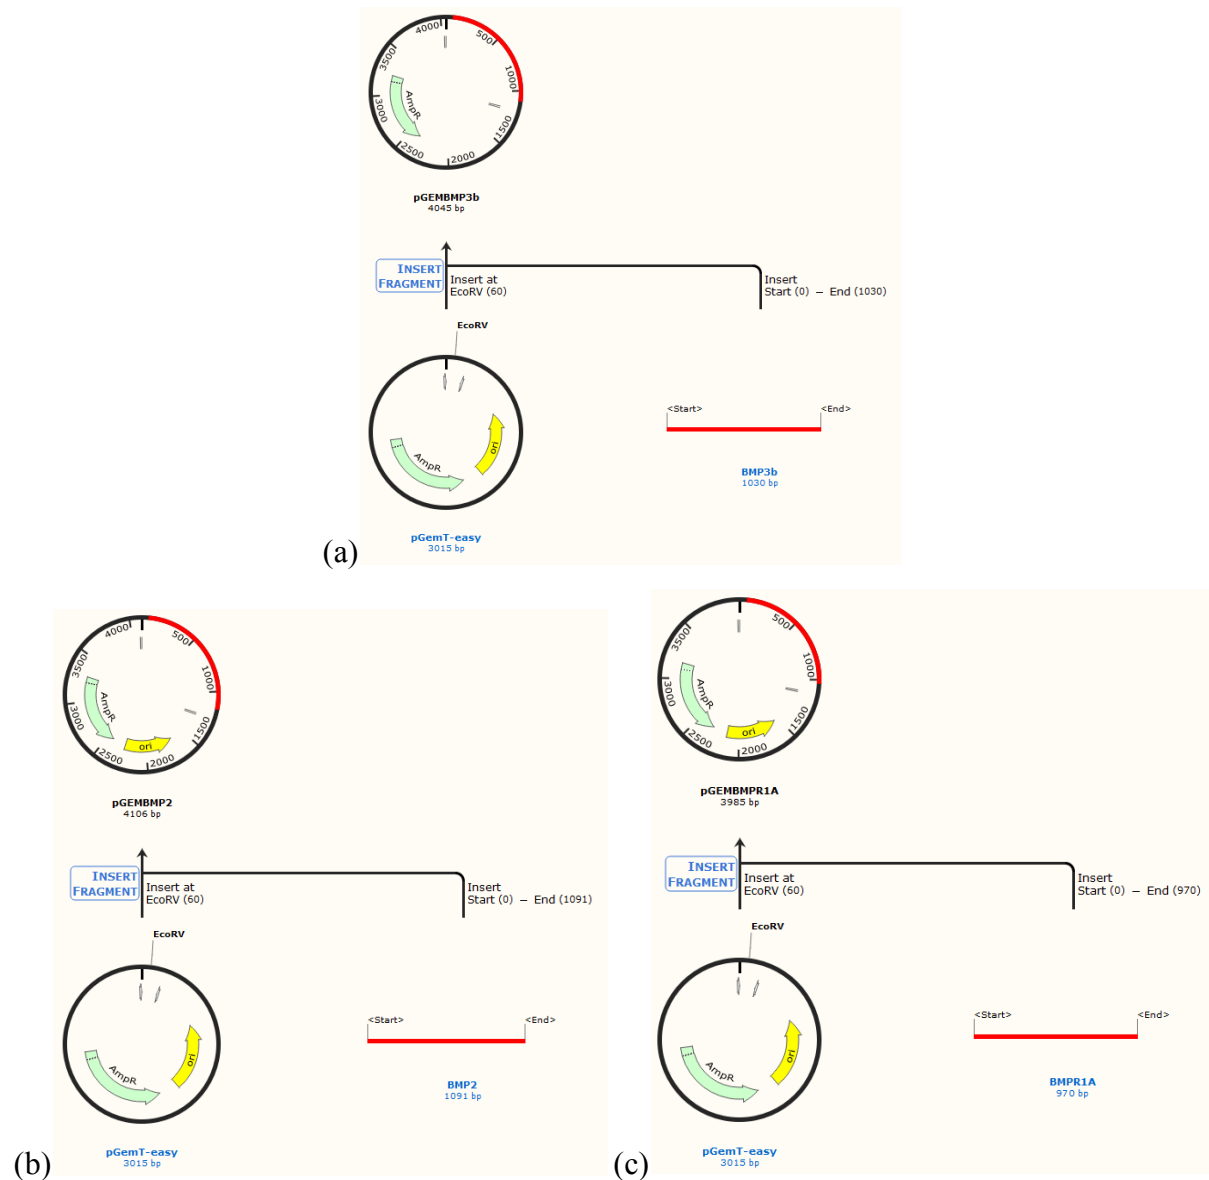 4000
500
1000
1500
2000
2500
3000
3500
AmpR
pGEMBMP3b
4045 bp
INSERT
FRAGMENT
Insert at
EcoRV (60)
Insert
Start (0) – End (1030)
EcoRV
AmpR
ori
pGemT-easy
3015 bp
<Start>
<End>
BMP3b
1030 bp
(a)
4000
500
1000
1500
2000
2500
3000
3500
AmpR
ori
pGEMBMP2
4106 bp
INSERT
FRAGMENT
Insert at
EcoRV (60)
Insert
Start (0) – End (1091)
EcoRV
AmpR
ori
pGemT-easy
3015 bp
<Start>
<End>
BMP2
1091 bp
(b)
500
1000
1500
2000
2500
3000
3500
AmpR
ori
pGEMBMPR1A
3985 bp
INSERT
FRAGMENT
Insert at
EcoRV (60)
Insert
Start (0) – End (970)
EcoRV
AmpR
ori
pGemT-easy
3015 bp
<Start>
<End>
BMPR1A
970 bp
(c)